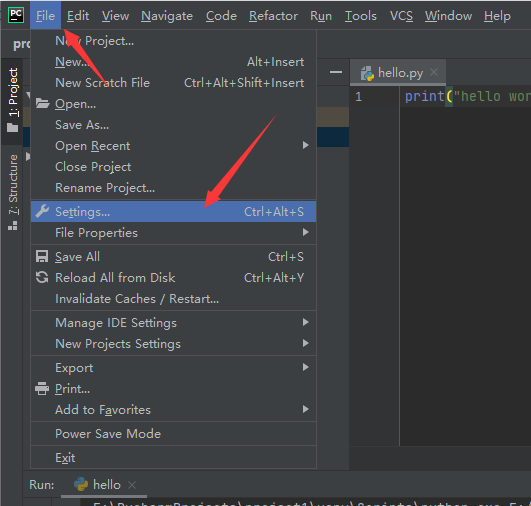 PC File Edit View Navigate Code Refactor Run Tools VCS Window Help
pro
New Project...
New... Alt+Insert
New Scratch File Ctrl+Alt+Shift+Insert
Open...
Save As...
Open Recent
Close Project
Rename Project...
Settings... Ctrl+Alt+S
File Properties
Save All Ctrl+S
Reload All from Disk Ctrl+Alt+Y
Invalidate Caches / Restart...
Manage IDE Settings
New Projects Settings
Export
Print...
Add to Favorites
Power Save Mode
Exit
1: Project
7: Structure
hello.py
1 print("hello wor
Run: hello